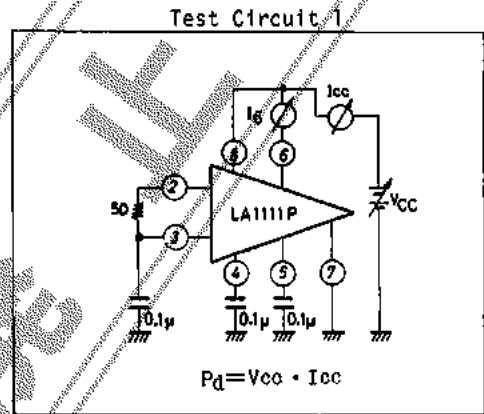 Test Circuit 1
Icc
I6
8
6
2
50
LA1111P
VCC
3
4
5
7
0.1μ
0.1μ
0.1μ
Pd=Vcc・Icc